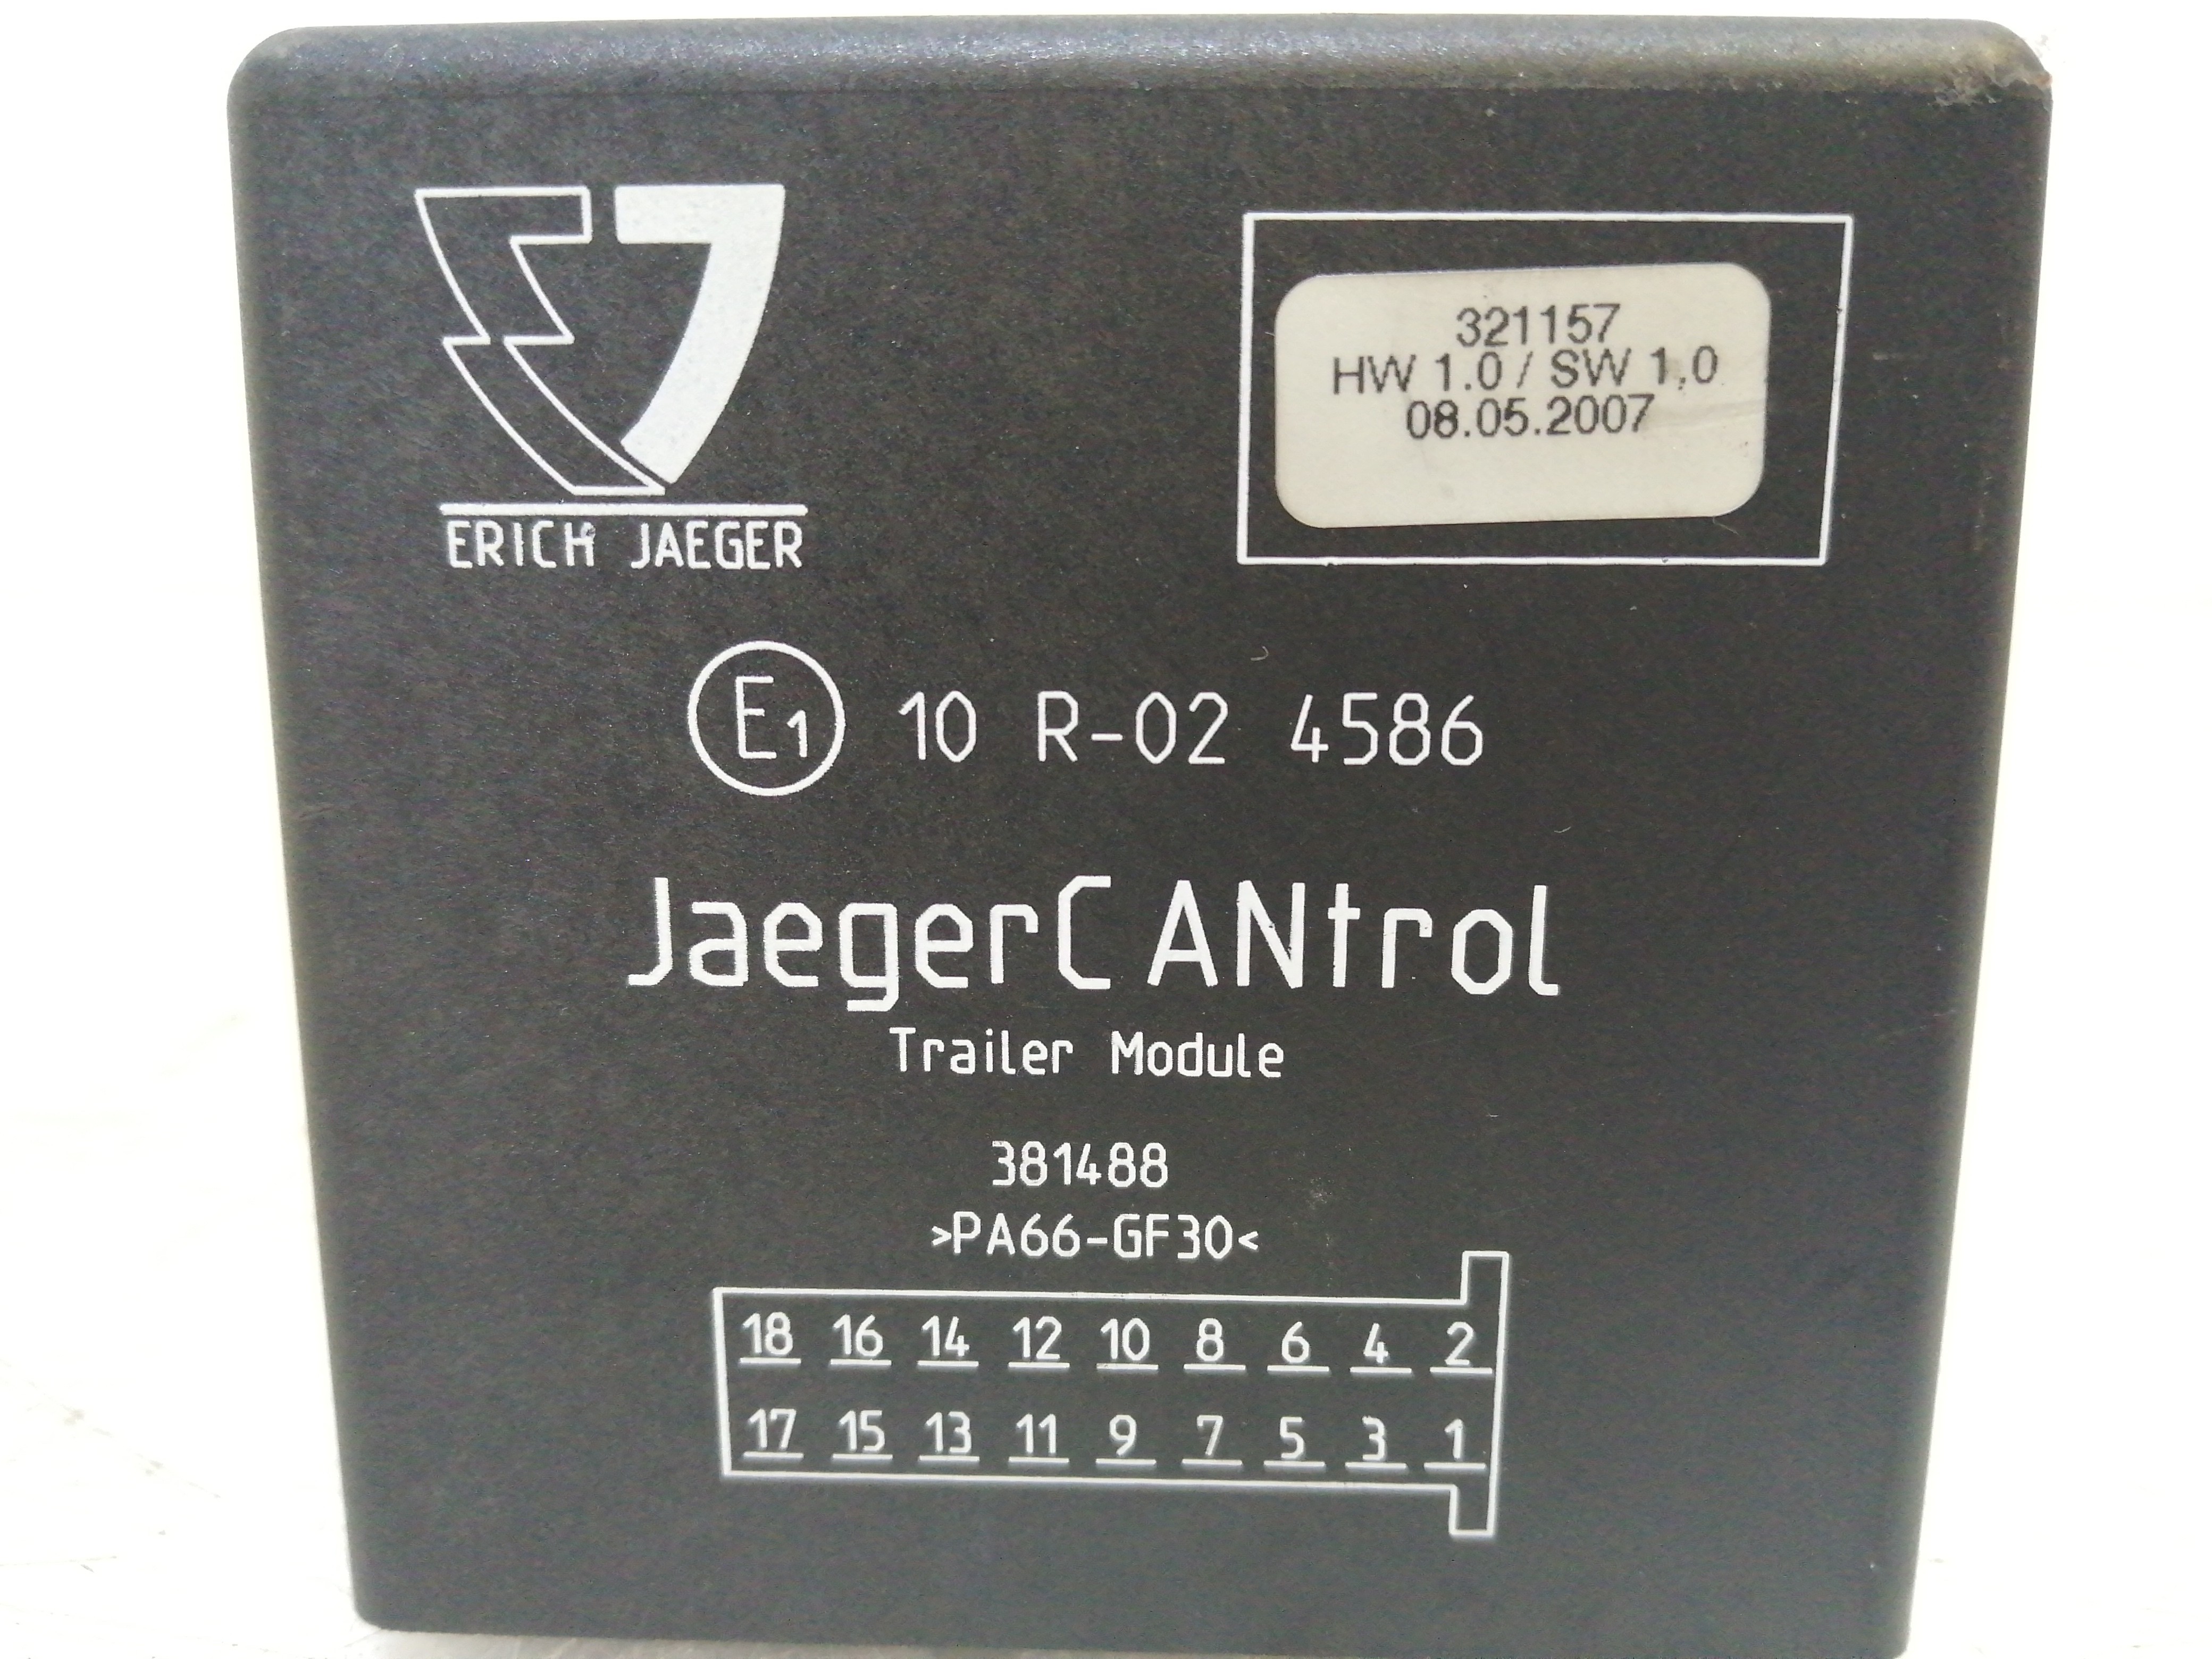 ERICH JAEGER
321157
HW 1.0 / SW 1.0
08.05.2007
E1 10 R-02 4586
JaegerCANtrol
Trailer Module
381488
>PA66-GF30<
18 16 14 12 10 8 6 4 2
17 15 13 11 9 7 5 3 1